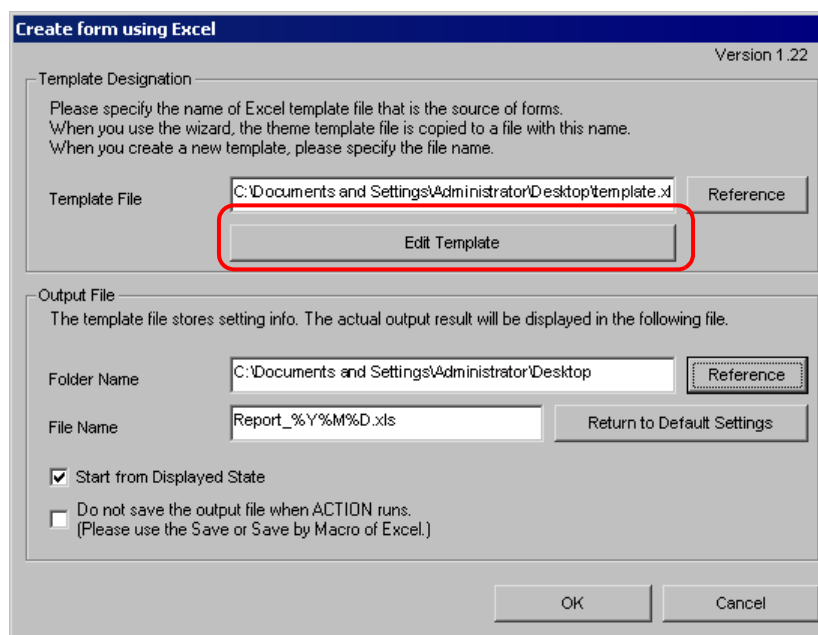 Create form using Excel
Version 1.22
Template Designation
Please specify the name of Excel template file that is the source of forms.
When you use the wizard, the theme template file is copied to a file with this name.
When you create a new template, please specify the file name.
Template File
C:\Documents and Settings\Administrator\Desktop\template.xl
Reference
Edit Template
Output File
The template file stores setting info. The actual output result will be displayed in the following file.
Folder Name
C:\Documents and Settings\Administrator\Desktop
Reference
File Name
Report_%Y%M%D.xls
Return to Default Settings
Start from Displayed State
Do not save the output file when ACTION runs.
(Please use the Save or Save by Macro of Excel.)
OK
Cancel